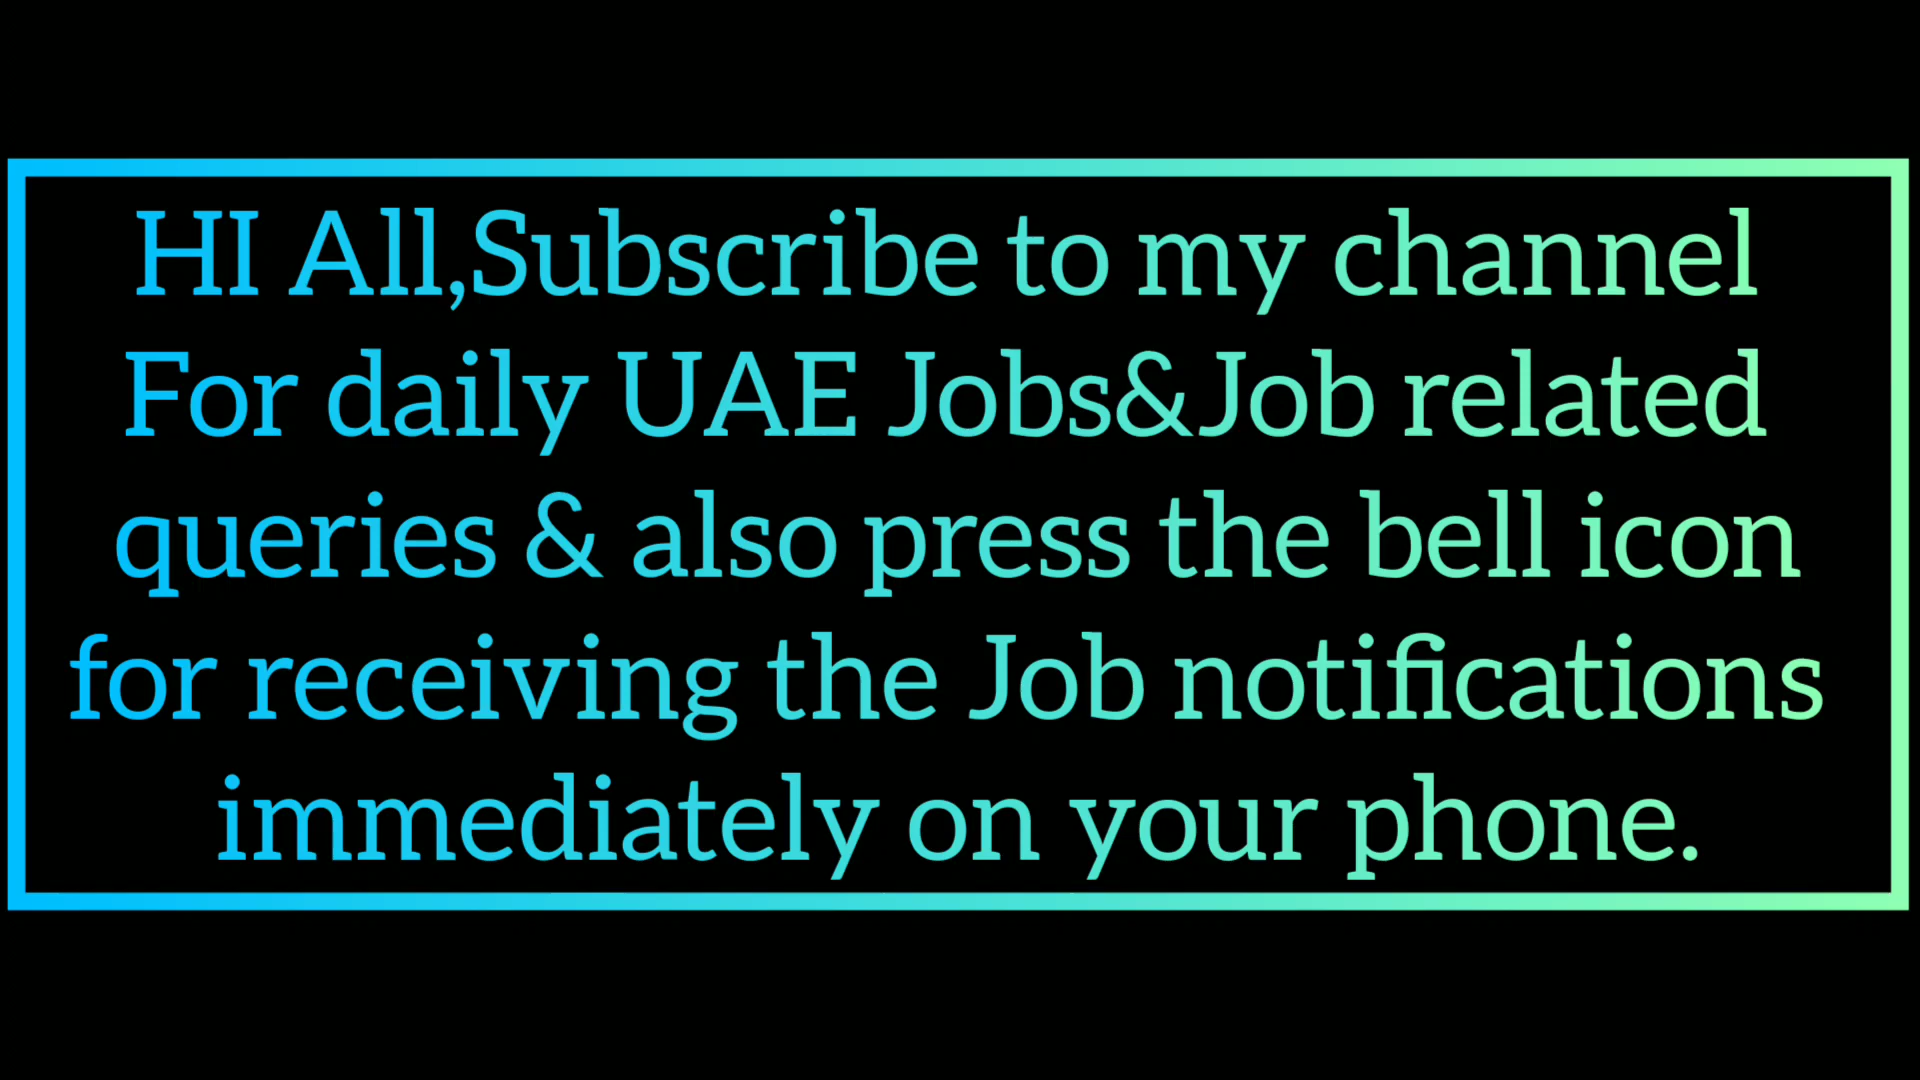 HI All,Subscribe to my channel
For daily UAE Jobs&Job related
queries & also press the bell icon
for receiving the Job notifications
immediately on your phone.